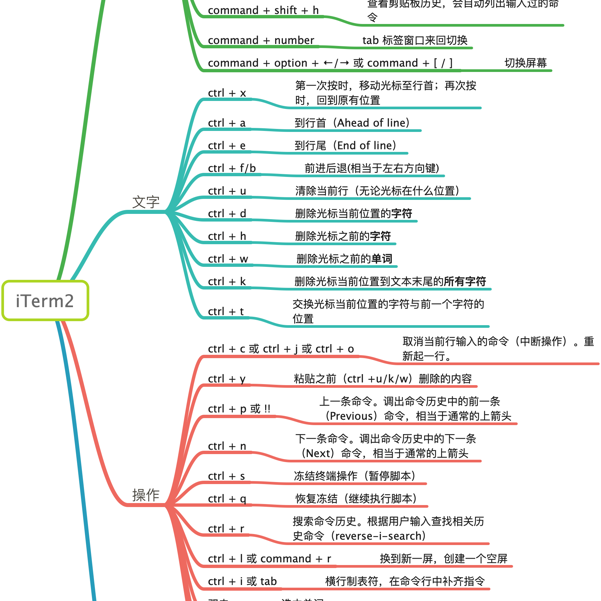 command + shift + h
查看剪贴板历史，会自动列出输入过的命
令
command + number
tab 标签窗口来回切换
command + option + ←/→ 或 command + [ / ]
切换屏幕
iTerm2
文字
ctrl + x
第一次按时，移动光标至行首；再次按
时，回到原有位置
ctrl + a
到行首（Ahead of line）
ctrl + e
到行尾（End of line）
ctrl + f/b
前进后退(相当于左右方向键)
ctrl + u
清除当前行（无论光标在什么位置）
ctrl + d
删除光标当前位置的字符
ctrl + h
删除光标之前的字符
ctrl + w
删除光标之前的单词
ctrl + k
删除光标当前位置到文本末尾的所有字符
ctrl + t
交换光标当前位置的字符与前一个字符的
位置
操作
ctrl + c 或 ctrl + j 或 ctrl + o
取消当前行输入的命令（中断操作）。重
新起一行。
ctrl + y
粘贴之前（ctrl +u/k/w）删除的内容
ctrl + p 或 !!
上一条命令。调出命令历史中的前一条
（Previous）命令，相当于通常的上箭头
ctrl + n
下一条命令。调出命令历史中的下一条
（Next）命令，相当于通常的上箭头
ctrl + s
冻结终端操作（暂停脚本）
ctrl + q
恢复冻结（继续执行脚本）
ctrl + r
搜索命令历史。根据用户输入查找相关历
史命令（reverse-i-search）
ctrl + l 或 command + r
换到新一屏，创建一个空屏
ctrl + i 或 tab
横行制表符，在命令行中补齐指令